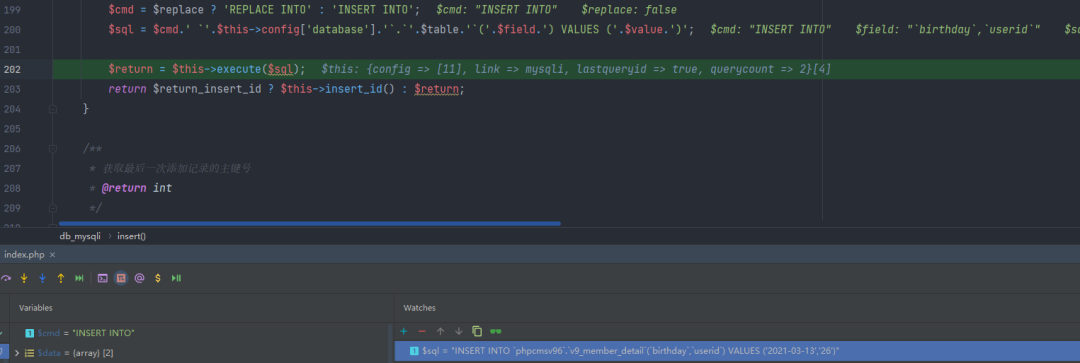 199 $cmd = $replace ? 'REPLACE INTO' : 'INSERT INTO'; $cmd: "INSERT INTO" $replace: false
200 $sql = $cmd.' `'.$this->config['database'].'`.`'.$table.'`('.$field.') VALUES ('.$value.')'; $cmd: "INSERT INTO" $field: "`birthday`,`userid`"
201
202 $return = $this->execute($sql); $this: {config => [11], link => mysqli, lastqueryid => true, querycount => 2}[4]
203 return $return_insert_id ? $this->insert_id() : $return;
204 }
205
206 /**
207 * 获取最后一次添加记录的主键号
208 * @return int
209 */
db_mysqli › insert()
index.php ×
Variables
Watches
$cmd = "INSERT INTO"
$data = (array) [2]
$sql = "INSERT INTO `phpcmsv96`.`v9_member_detail`(`birthday`,`userid`) VALUES ('2021-03-13','26')"